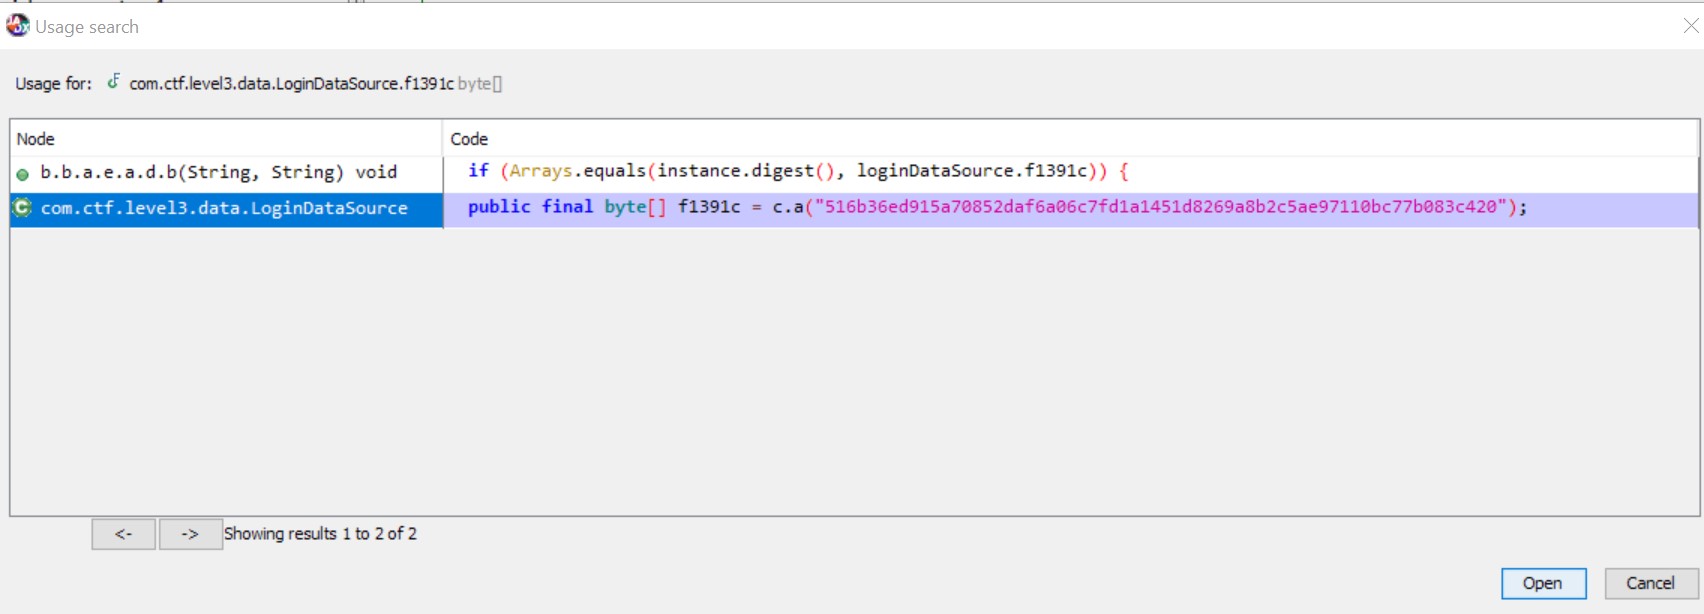 Usage search
Usage for: com.ctf.level3.data.LoginDataSource.f1391c byte[]
Node Code
b.b.a.e.a.d.b(String, String) void if (Arrays.equals(instance.digest(), loginDataSource.f1391c)) {
com.ctf.level3.data.LoginDataSource public final byte[] f1391c = c.a("516b36ed915a70852daf6a06c7fd1a1451d8269a8b2c5ae97110bc77b083c420");
<- -> Showing results 1 to 2 of 2
Open Cancel